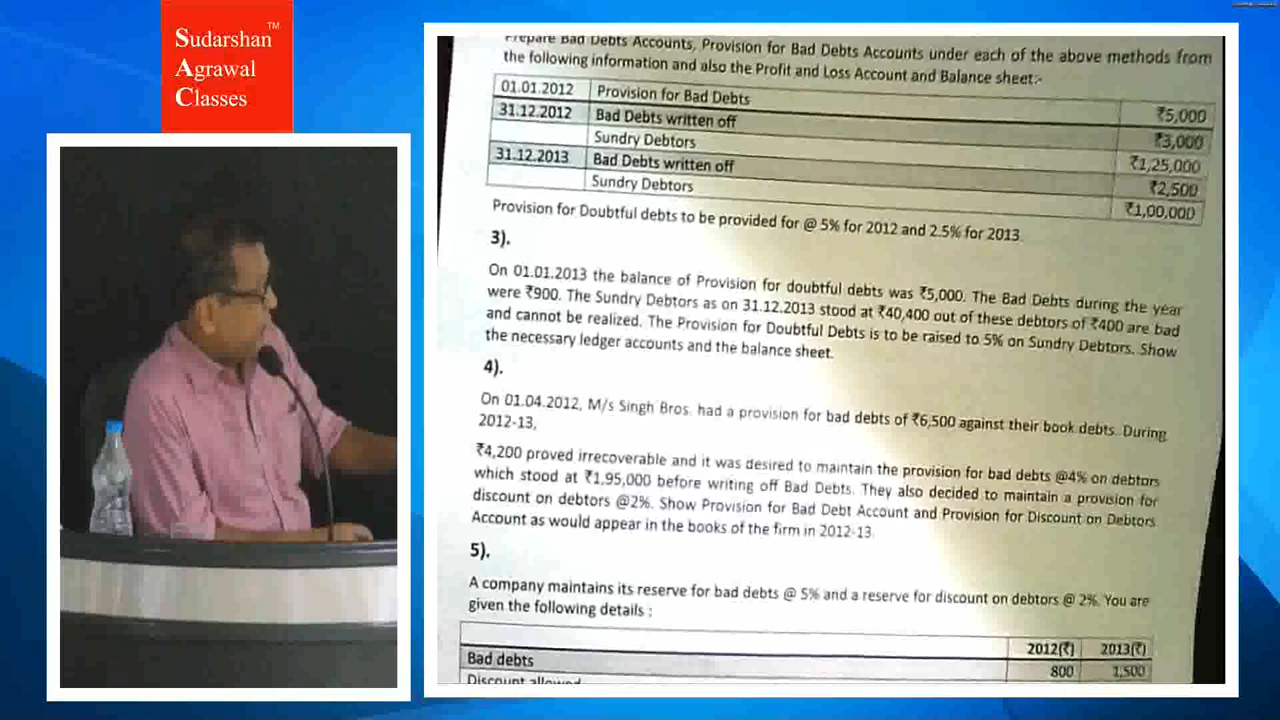 Sudarshan™
Agrawal
Classes
Prepare Bad Debts Accounts, Provision for Bad Debts Accounts under each of the above methods from
the following information and also the Profit and Loss Account and Balance sheet:-
01.01.2012 Provision for Bad Debts ₹5,000
31.12.2012 Bad Debts written off ₹3,000
Sundry Debtors ₹1,25,000
31.12.2013 Bad Debts written off ₹2,500
Sundry Debtors ₹1,00,000
Provision for Doubtful debts to be provided for @ 5% for 2012 and 2.5% for 2013.
3).
On 01.01.2013 the balance of Provision for doubtful debts was ₹5,000. The Bad Debts during the year
were ₹900. The Sundry Debtors as on 31.12.2013 stood at ₹40,400 out of these debtors of ₹400 are bad
and cannot be realized. The Provision for Doubtful Debts is to be raised to 5% on Sundry Debtors. Show
the necessary ledger accounts and the balance sheet.
4).
On 01.04.2012, M/s Singh Bros. had a provision for bad debts of ₹6,500 against their book debts. During
2012-13,
₹4,200 proved irrecoverable and it was desired to maintain the provision for bad debts @4% on debtors
which stood at ₹1,95,000 before writing off Bad Debts. They also decided to maintain a provision for
discount on debtors @2%. Show Provision for Bad Debt Account and Provision for Discount on Debtors
Account as would appear in the books of the firm in 2012-13.
5).
A company maintains its reserve for bad debts @ 5% and a reserve for discount on debtors @ 2%. You are
given the following details :
2012(₹) 2013(₹)
Bad debts 800 1,500
Discount allowed